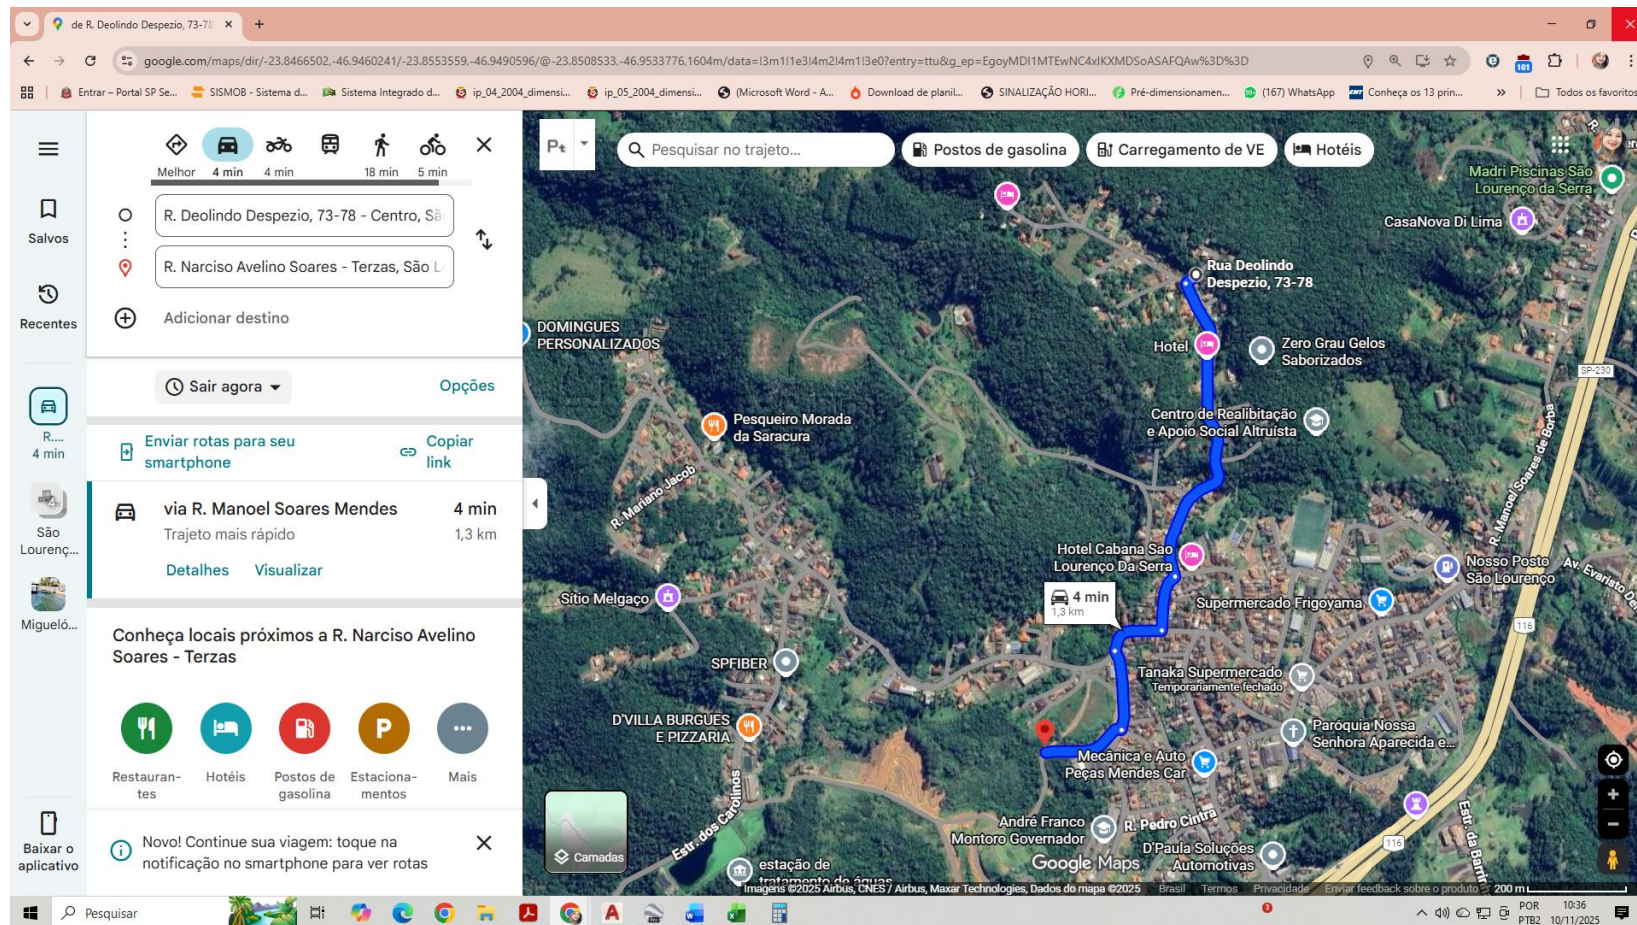 de R. Deolindo Despezio, 73-78
google.com/maps/dir/-23.8466502,-46.9460241/-23.8553559,-46.9490596/@-23.8508533,-46.9533776,1604m/data=!3m1!1e3!4m2!4m1!3e0?entry=ttu&g_ep=EgoyMDI1MTEwNC4xIKXMDSoASAFQAw%3D%3D
Entrar – Portal SP Se...
SISMOB - Sistema d...
Sistema Integrado d...
ip_04_2004_dimensi...
ip_05_2004_dimensi...
(Microsoft Word - A...
Download de planil...
SINALIZAÇÃO HORI...
Pré-dimensionamen...
(167) WhatsApp
Conheça os 13 prin...
»
Todos os favoritos
101
Salvos
Recentes
R....
4 min
São
Lourenç...
Migueló...
Baixar o
aplicativo
Melhor
4 min
4 min
18 min
5 min
R. Deolindo Despezio, 73-78 - Centro, Sã
R. Narciso Avelino Soares - Terzas, São L
Adicionar destino
Sair agora
Opções
Enviar rotas para seu
smartphone
Copiar
link
via R. Manoel Soares Mendes
4 min
Trajeto mais rápido
1,3 km
Detalhes
Visualizar
Conheça locais próximos a R. Narciso Avelino
Soares - Terzas
Restauran-
tes
Hotéis
Postos de
gasolina
Estaciona-
mentos
Mais
Novo! Continue sua viagem: toque na
notificação no smartphone para ver rotas
Pt
Pesquisar no trajeto...
Postos de gasolina
Carregamento de VE
Hotéis
Madri Piscinas São
Lourenço da Serra
CasaNova Di Lima
Rua Deolindo
Despezio, 73-78
DOMINGUES
PERSONALIZADOS
Hotel
Zero Grau Gelos
Saborizados
SP-230
Pesqueiro Morada
da Saracura
Centro de Realibitação
e Apoio Social Altruísta
R. Mariano Jacob
R. Manoel Soares de Borba
Hotel Cabana Sao
Lourenço Da Serra
Nosso Posto
São Lourenço
Av. Evaristo De
4 min
1,3 km
Sítio Melgaço
Supermercado Frigoyama
116
SPFIBER
Tanaka Supermercado
Temporariamente fechado
D'VILLA BURGUES
E PIZZARIA
Paróquia Nossa
Senhora Aparecida e...
Mecânica e Auto
Peças Mendes Car
Estr. dos Carolinos
André Franco
Montoro Governador
R. Pedro Cintra
D'Paula Soluções
Automotivas
116
Estr. da Barri
Camadas
estação de
tratamento de águas
Google Maps
Imagens ©2025 Airbus, CNES / Airbus, Maxar Technologies, Dados do mapa ©2025
Brasil
Termos
Privacidade
Enviar feedback sobre o produto
200 m
Pesquisar
POR
PTB2
10:36
10/11/2025